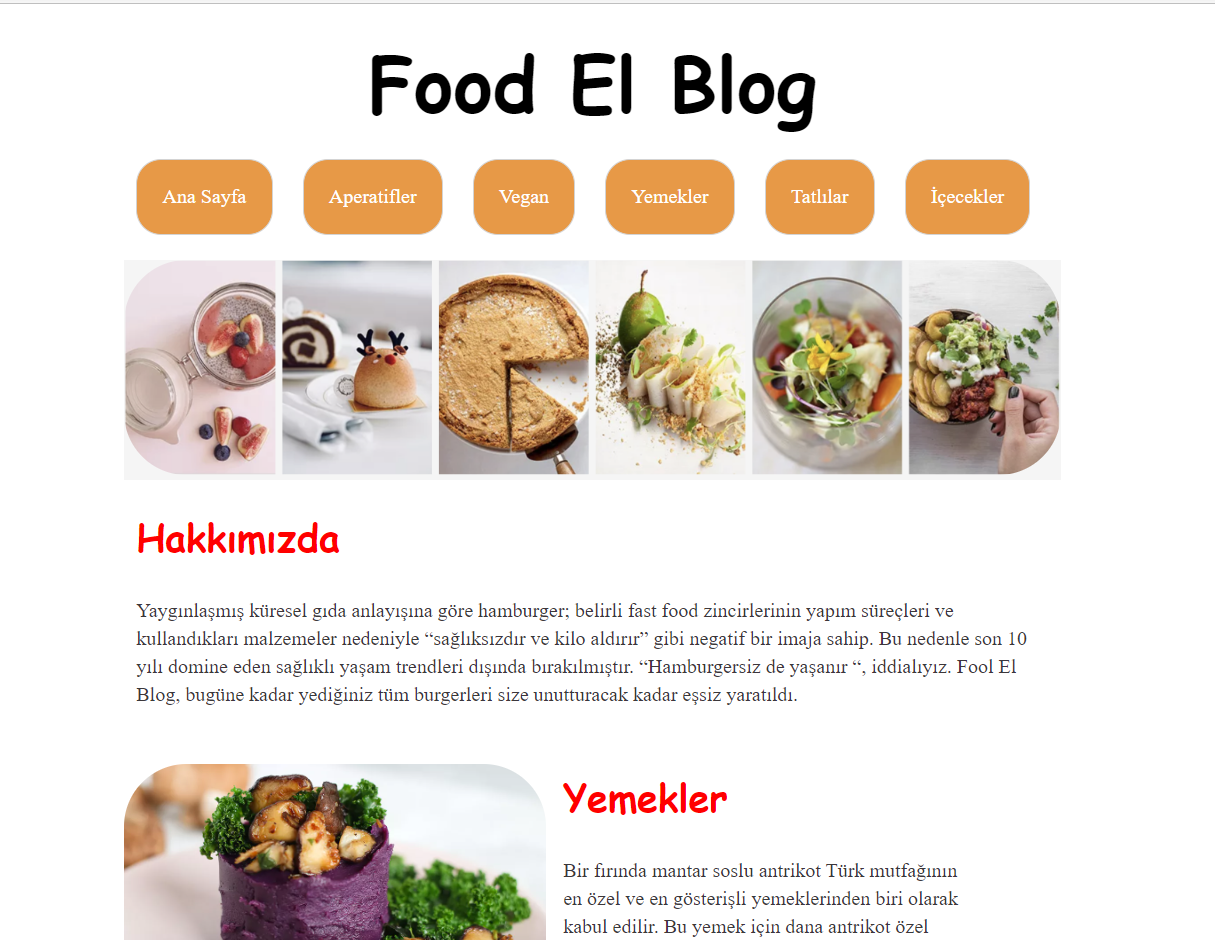 Food El Blog
Ana Sayfa
Aperatifler
Vegan
Yemekler
Tatlılar
İçecekler
Hakkımızda
Yaygınlaşmış küresel gıda anlayışına göre hamburger; belirli fast food zincirlerinin yapım süreçleri ve
kullandıkları malzemeler nedeniyle “sağlıksızdır ve kilo aldırır” gibi negatif bir imaja sahip. Bu nedenle son 10
yılı domine eden sağlıklı yaşam trendleri dışında bırakılmıştır. “Hamburgersiz de yaşanır “, iddialıyız. Fool El
Blog, bugüne kadar yediğiniz tüm burgerleri size unutturacak kadar eşsiz yaratıldı.
Yemekler
Bir fırında mantar soslu antrikot Türk mutfağının
en özel ve en gösterişli yemeklerinden biri olarak
kabul edilir. Bu yemek için dana antrikot özel